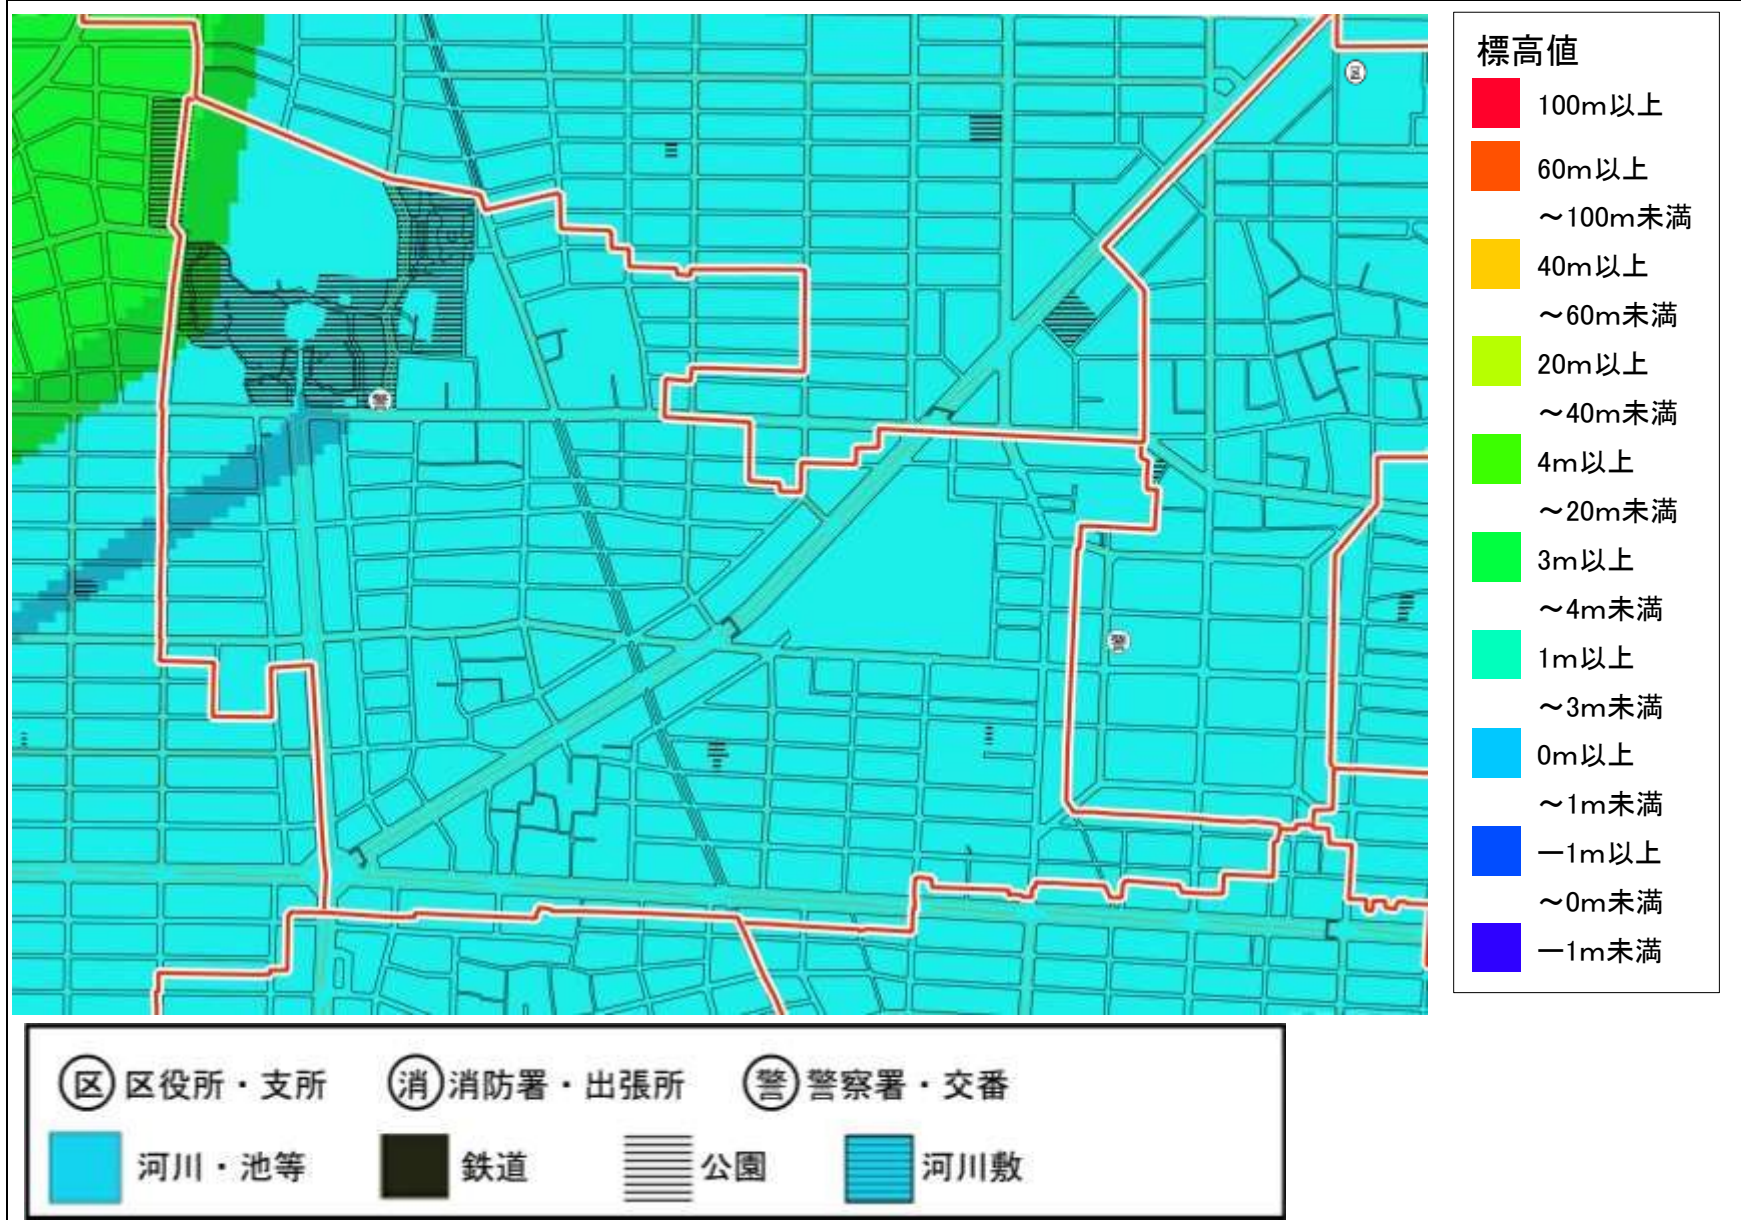 区
警
警
標高値
100m以上
60m以上
～100m未満
40m以上
～60m未満
20m以上
～40m未満
4m以上
～20m未満
3m以上
～4m未満
1m以上
～3m未満
0m以上
～1m未満
－1m以上
～0m未満
－1m未満
区 区役所・支所 消 消防署・出張所 警 警察署・交番
河川・池等 鉄道 公園 河川敷